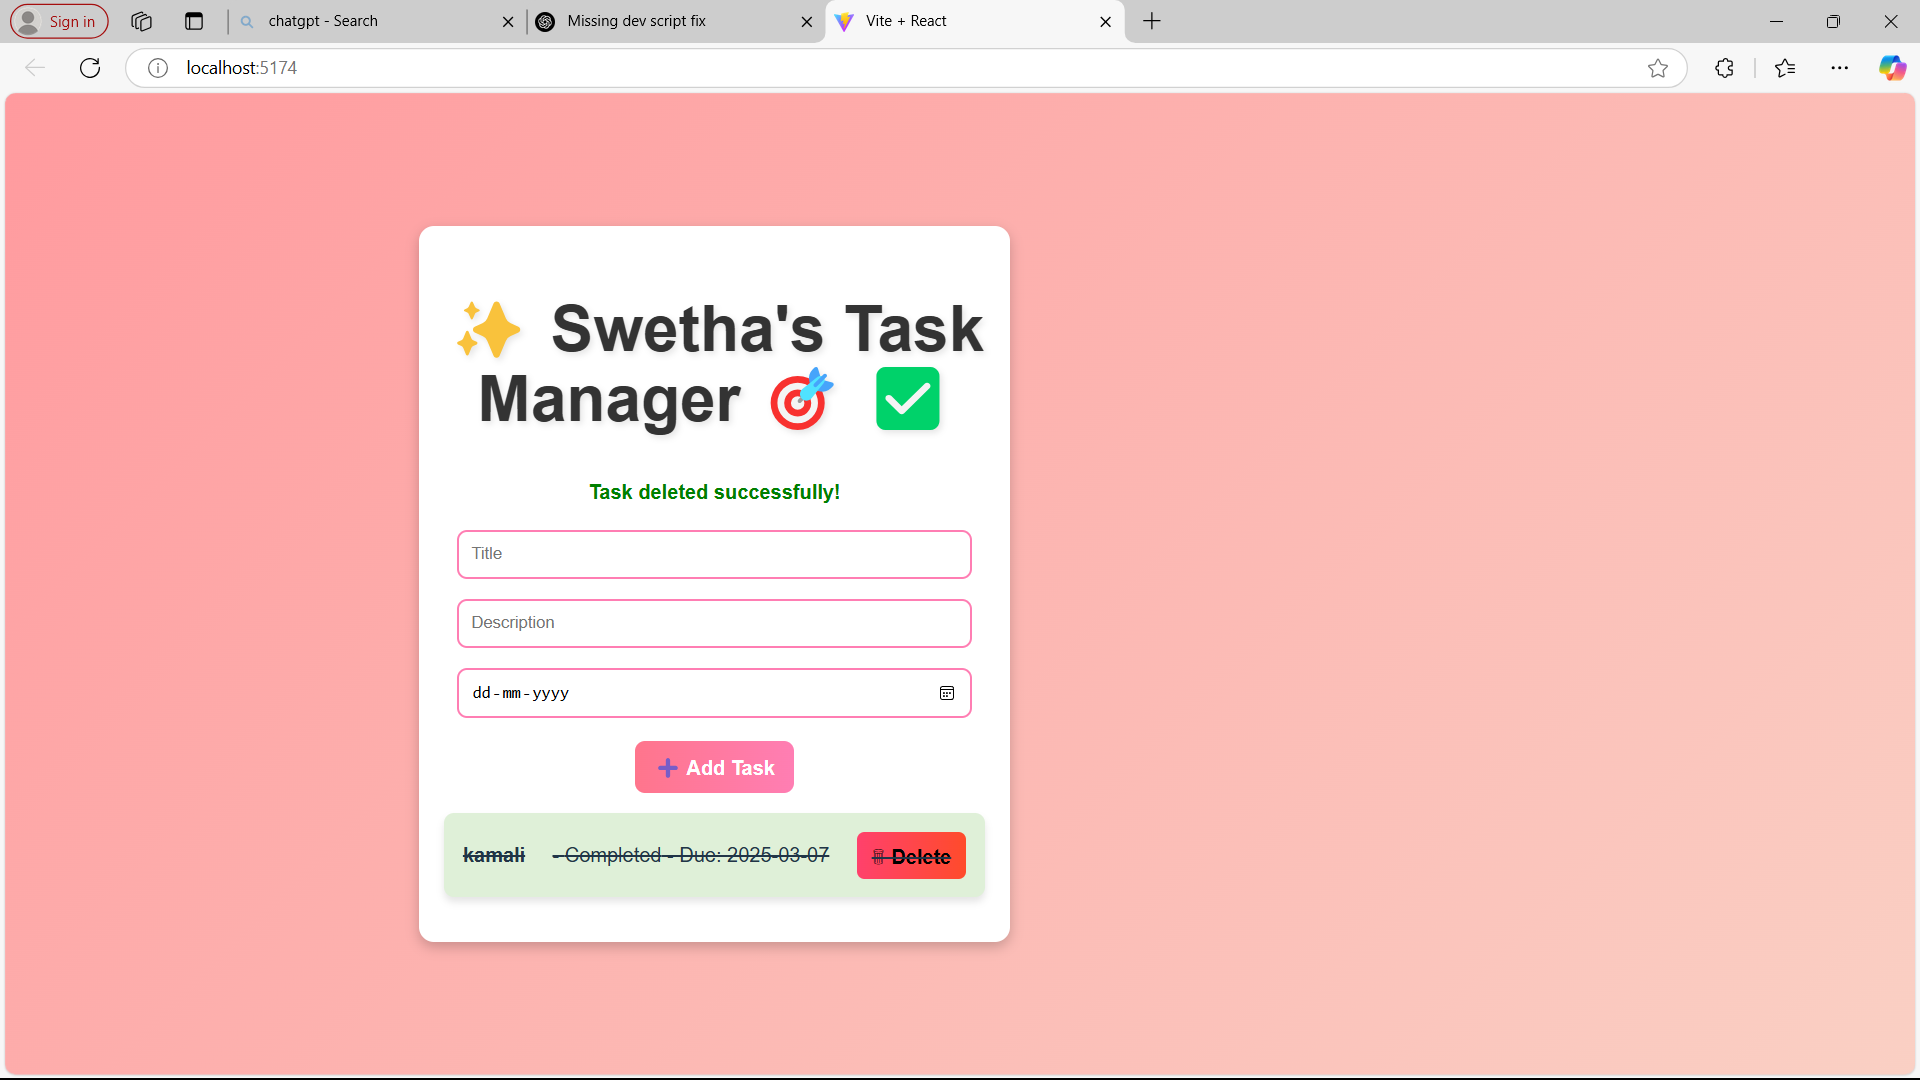 Sign in
chatgpt - Search
Missing dev script fix
Vite + React
localhost:5174
✨ Swetha's Task
Manager 🎯 ✅
Task deleted successfully!
Title
Description
dd-mm-yyyy
➕ Add Task
kamali - Completed - Due: 2025-03-07 🗑 Delete